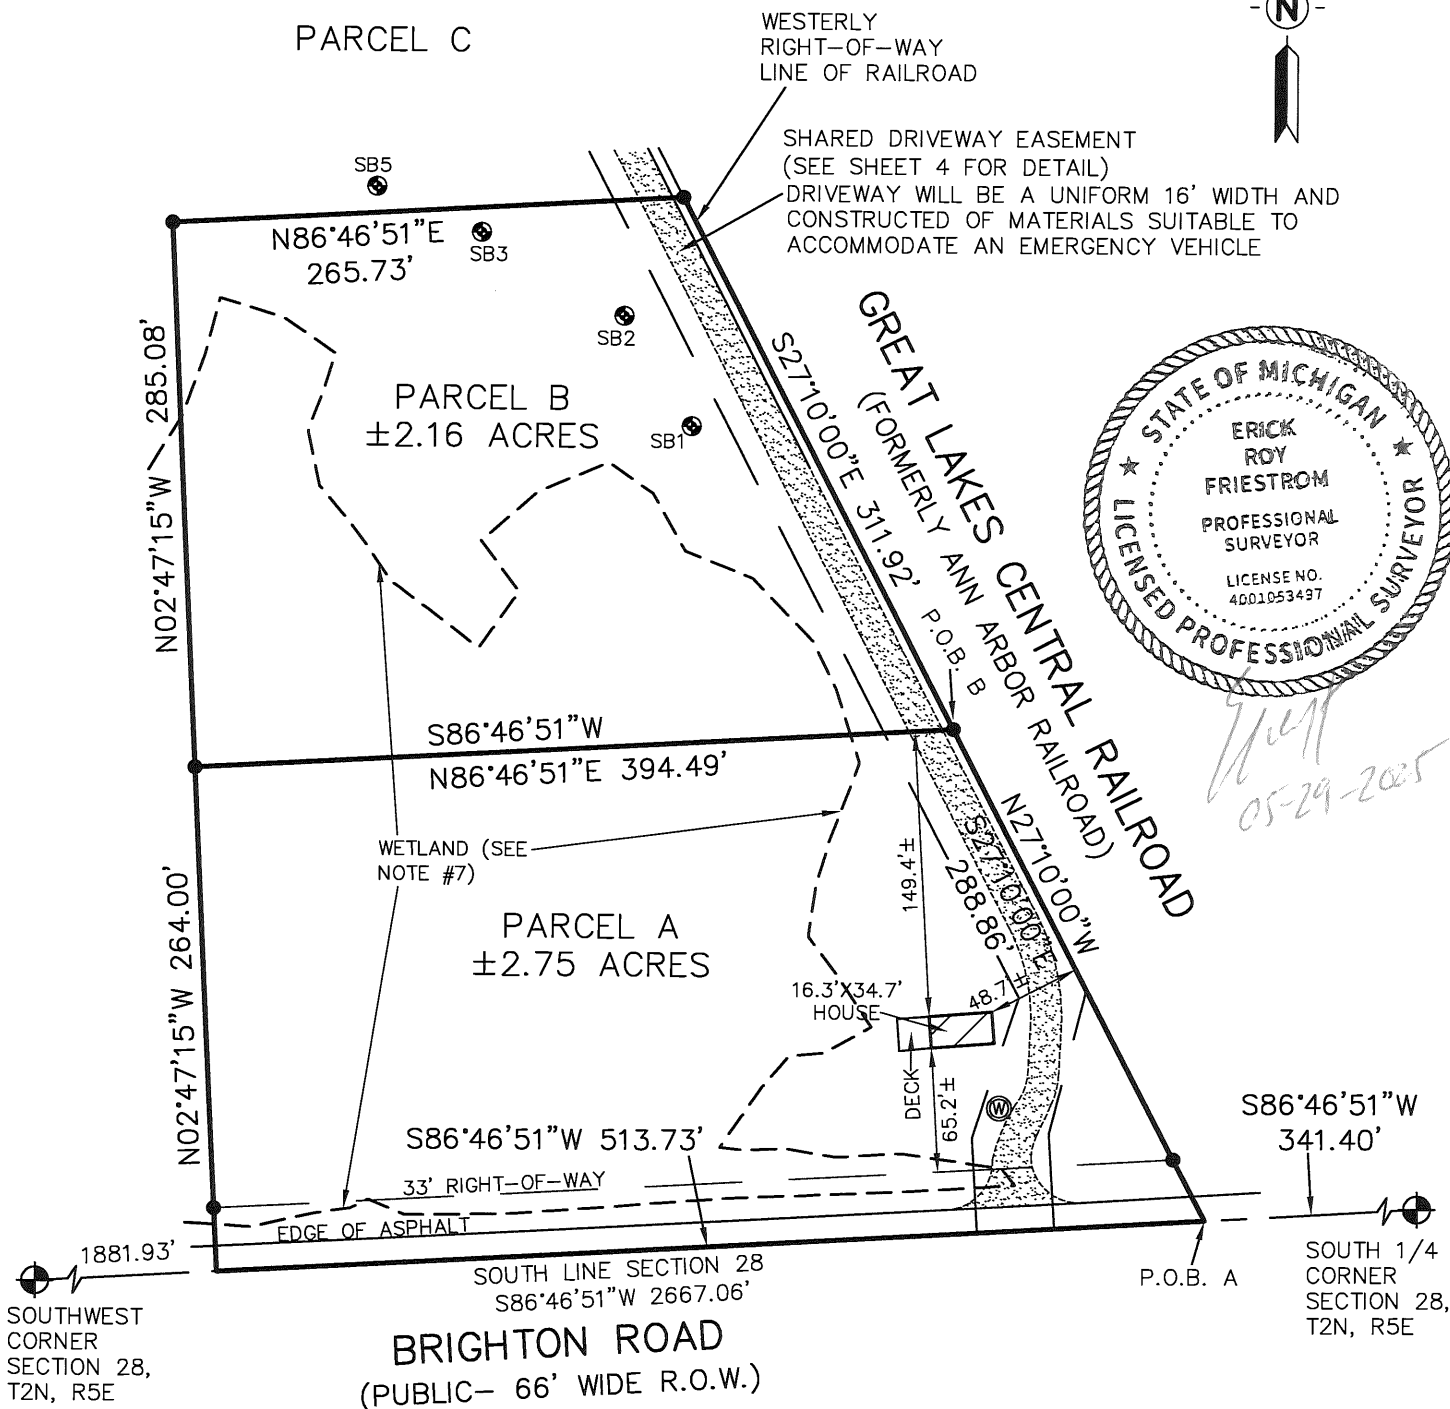 PARCEL C
WESTERLY
RIGHT-OF-WAY
LINE OF RAILROAD
N
SHARED DRIVEWAY EASEMENT
(SEE SHEET 4 FOR DETAIL)
DRIVEWAY WILL BE A UNIFORM 16' WIDTH AND
CONSTRUCTED OF MATERIALS SUITABLE TO
ACCOMMODATE AN EMERGENCY VEHICLE
SB5
N86°46'51"E
265.73'
SB3
SB2
SB1
N02°47'15"W 285.08'
PARCEL B
±2.16 ACRES
S27°10'00"E 311.92'
P.O.B. B
GREAT LAKES CENTRAL RAILROAD
(FORMERLY ANN ARBOR RAILROAD)
STATE OF MICHIGAN
ERICK
ROY
FRIESTROM
PROFESSIONAL
SURVEYOR
LICENSE NO.
4001053497
LICENSED PROFESSIONAL SURVEYOR
05-29-2025
S86°46'51"W
N86°46'51"E 394.49'
WETLAND (SEE
NOTE #7)
N02°47'15"W 264.00'
PARCEL A
±2.75 ACRES
149.4'±
S27°10'00"E
288.86'
N27°10'00"W
16.3'X34.7'
HOUSE
48.7'±
DECK
65.2'±
W
S86°46'51"W 513.73'
33' RIGHT-OF-WAY
EDGE OF ASPHALT
S86°46'51"W
341.40'
1881.93'
SOUTH LINE SECTION 28
S86°46'51"W 2667.06'
P.O.B. A
SOUTH 1/4
CORNER
SECTION 28,
T2N, R5E
SOUTHWEST
CORNER
SECTION 28,
T2N, R5E
BRIGHTON ROAD
(PUBLIC- 66' WIDE R.O.W.)